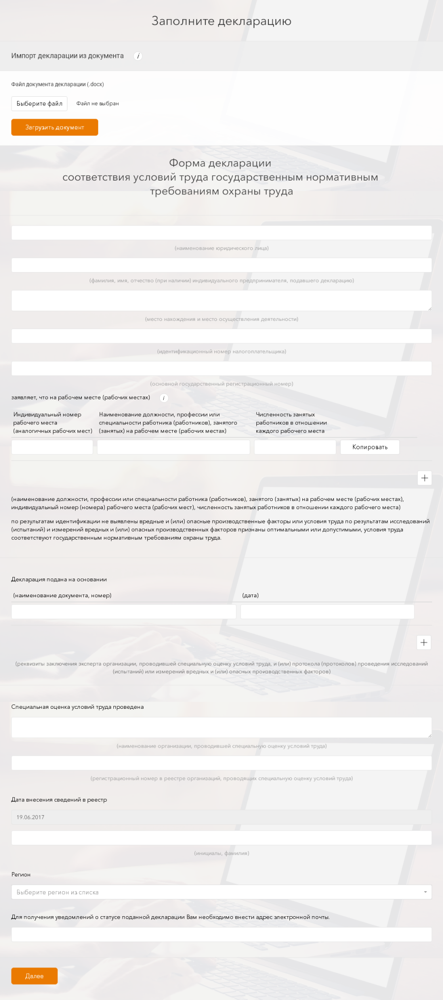 Заполните декларацию
Импорт декларации из документа
i
Файл документа декларации (.docx)
Выберите файл
Файл не выбран
Загрузить документ
Форма декларации
соответствия условий труда государственным нормативным
требованиям охраны труда
(наименование юридического лица)
(фамилия, имя, отчество (при наличии) индивидуального предпринимателя, подавшего декларацию)
(место нахождения и место осуществления деятельности)
(идентификационный номер налогоплательщика)
(основной государственный регистрационный номер)
заявляет, что на рабочем месте (рабочих местах)
i
Индивидуальный номер
рабочего места
(аналогичных рабочих мест)
Наименование должности, профессии или
специальности работника (работников), занятого
(занятых) на рабочем месте (рабочих местах)
Численность занятых
работников в отношении
каждого рабочего места
Копировать
+
(наименование должности, профессии или специальности работника (работников), занятого (занятых) на рабочем месте (рабочих местах),
индивидуальный номер (номера) рабочего места (рабочих мест), численность занятых работников в отношении каждого рабочего места)
по результатам идентификации не выявлены вредные и (или) опасные производственные факторы или условия труда по результатам исследований
(испытаний) и измерений вредных и (или) опасных производственных факторов признаны оптимальными или допустимыми, условия труда
соответствуют государственным нормативным требованиям охраны труда.
Декларация подана на основании
(наименование документа, номер)
(дата)
+
(реквизиты заключения эксперта организации, проводившей специальную оценку условий труда, и (или) протокола (протоколов) проведения исследований
(испытаний) или измерений вредных и (или) опасных производственных факторов)
Специальная оценка условий труда проведена
(наименование организации, проводившей специальную оценку условий труда)
(регистрационный номер в реестре организаций, проводящих специальную оценку условий труда)
Дата внесения сведений в реестр
19.06.2017
(инициалы, фамилия)
Регион
Выберите регион из списка
Для получения уведомлений о статусе поданной декларации Вам необходимо внести адрес электронной почты.
Далее